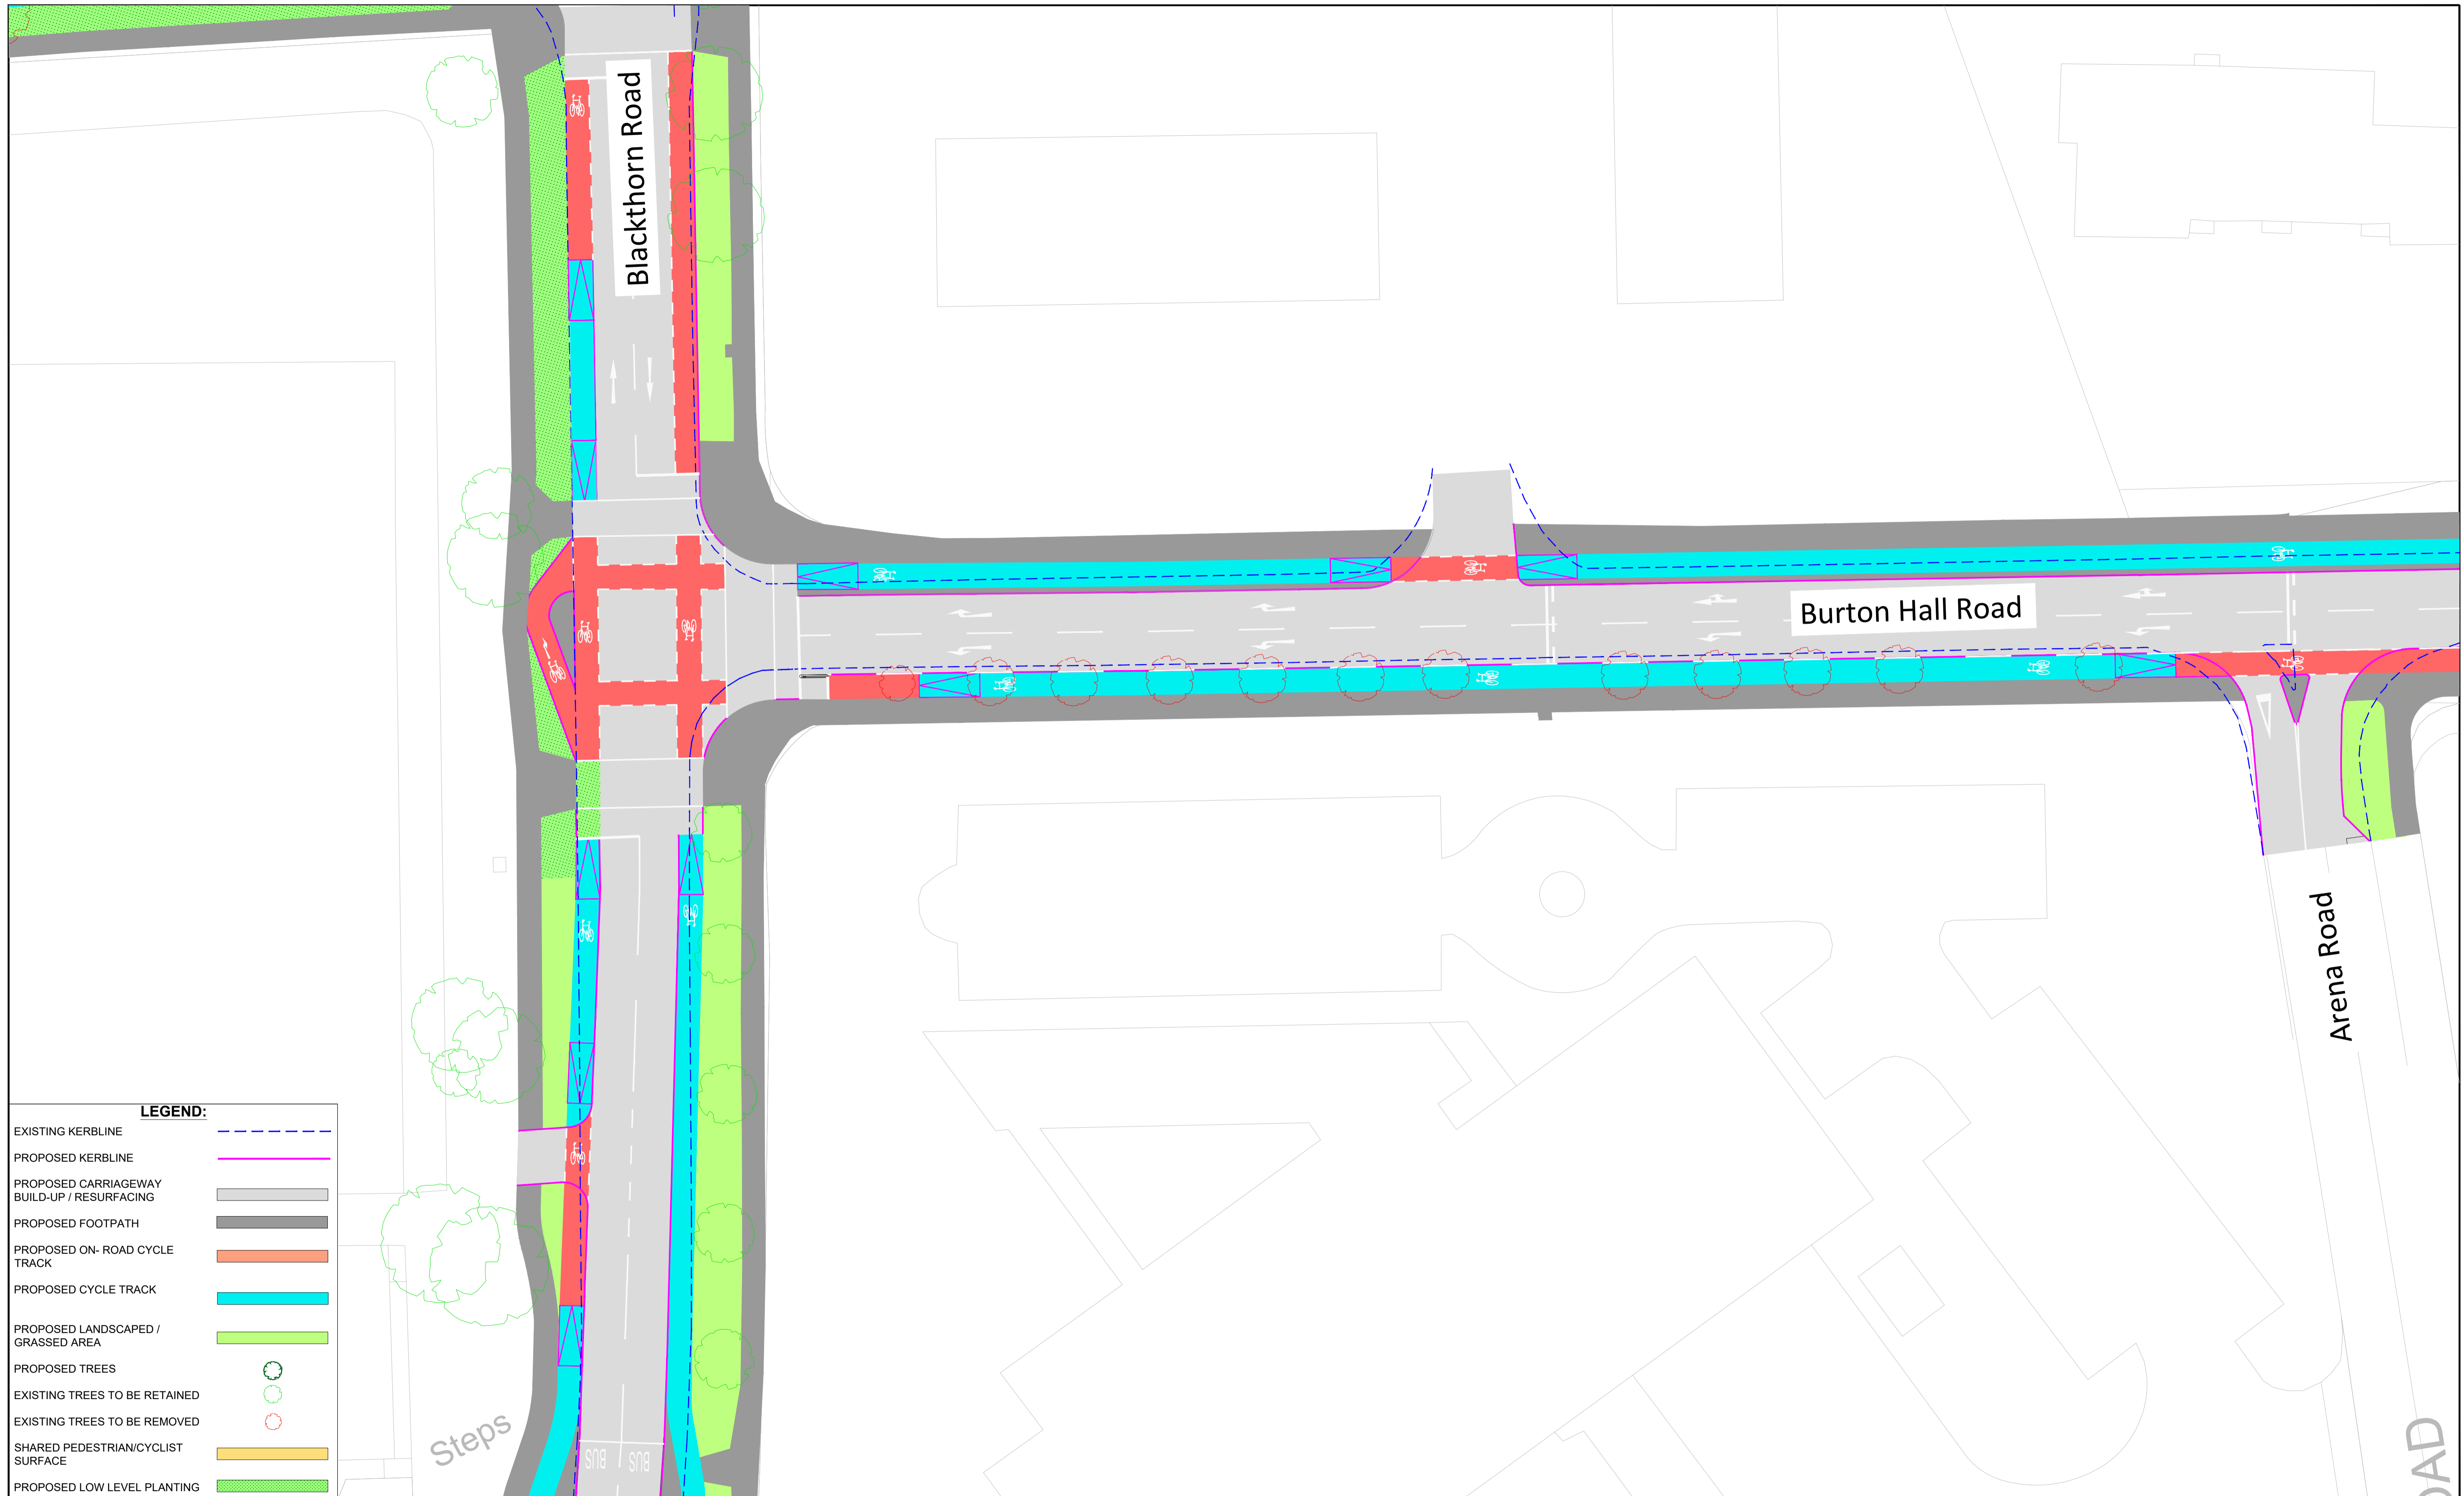 Blackthorn Road
Burton Hall Road
Arena Road
LEGEND:
EXISTING KERBLINE
PROPOSED KERBLINE
PROPOSED CARRIAGEWAY
BUILD-UP / RESURFACING
PROPOSED FOOTPATH
PROPOSED ON- ROAD CYCLE
TRACK
PROPOSED CYCLE TRACK
PROPOSED LANDSCAPED /
GRASSED AREA
PROPOSED TREES
EXISTING TREES TO BE RETAINED
EXISTING TREES TO BE REMOVED
SHARED PEDESTRIAN/CYCLIST
SURFACE
PROPOSED LOW LEVEL PLANTING
Steps
BUS
BUS